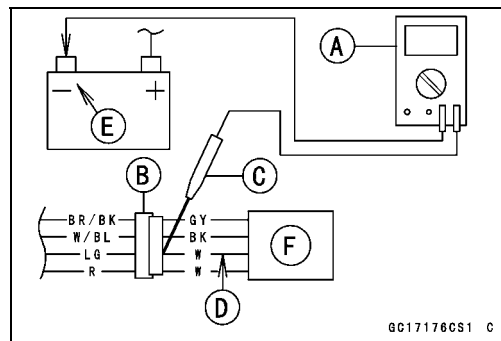 A
− +
E
B C
BR/BK GY
W/BL BK
LG W
R W
F
D
GC17176CS1 C